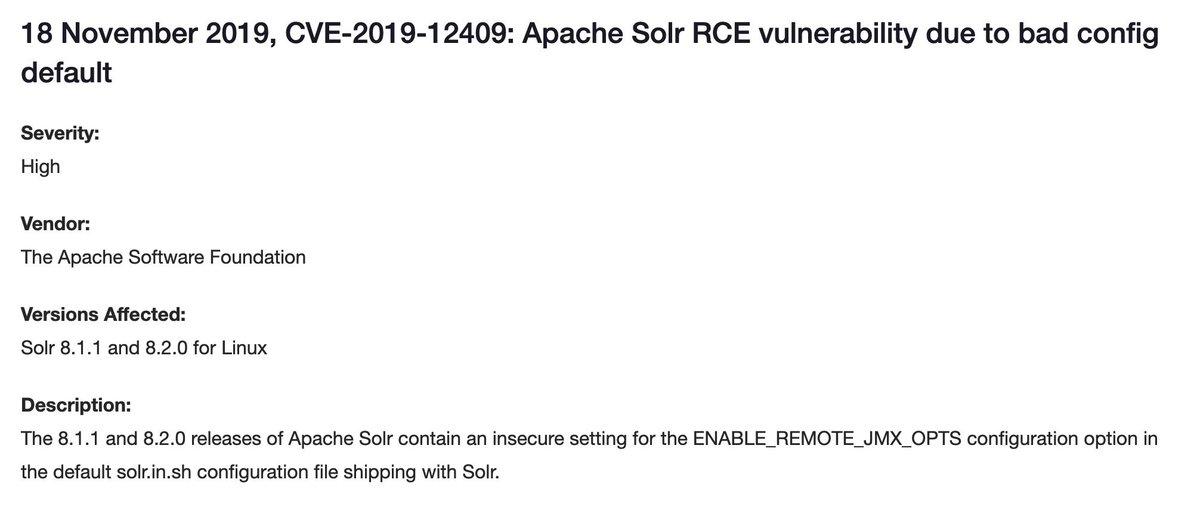 18 November 2019, CVE-2019-12409: Apache Solr RCE vulnerability due to bad config
default
Severity:
High
Vendor:
The Apache Software Foundation
Versions Affected:
Solr 8.1.1 and 8.2.0 for Linux
Description:
The 8.1.1 and 8.2.0 releases of Apache Solr contain an insecure setting for the ENABLE_REMOTE_JMX_OPTS configuration option in
the default solr.in.sh configuration file shipping with Solr.